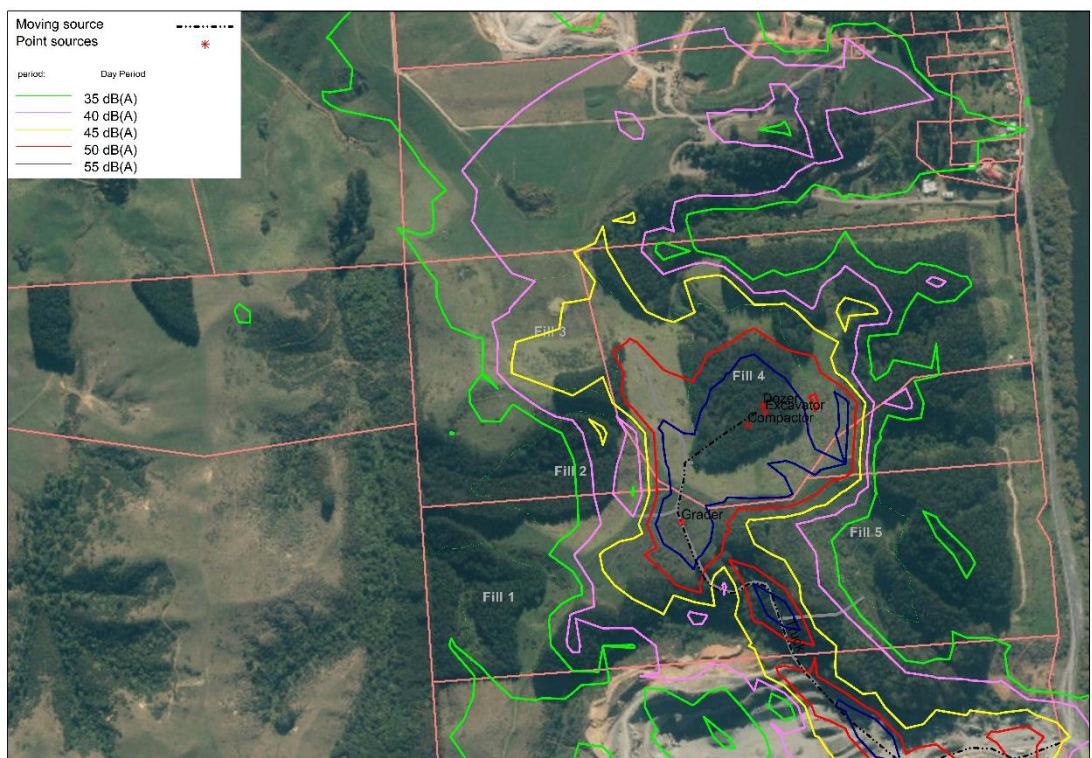 Moving source
Point sources
period: Day Period
35 dB(A)
40 dB(A)
45 dB(A)
50 dB(A)
55 dB(A)
Fill 3
Fill 4
Dozer
Excavator
Compactor
Fill 2
Grader
Fill 5
Fill 1